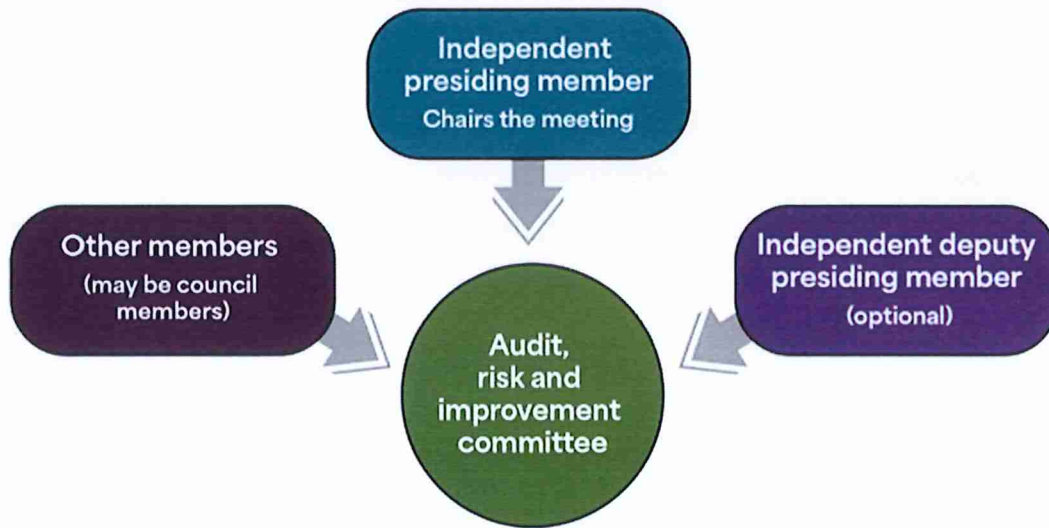 Independent
presiding member
Chairs the meeting
Other members
(may be council
members)
Independent deputy
presiding member
(optional)
Audit,
risk and
improvement
committee